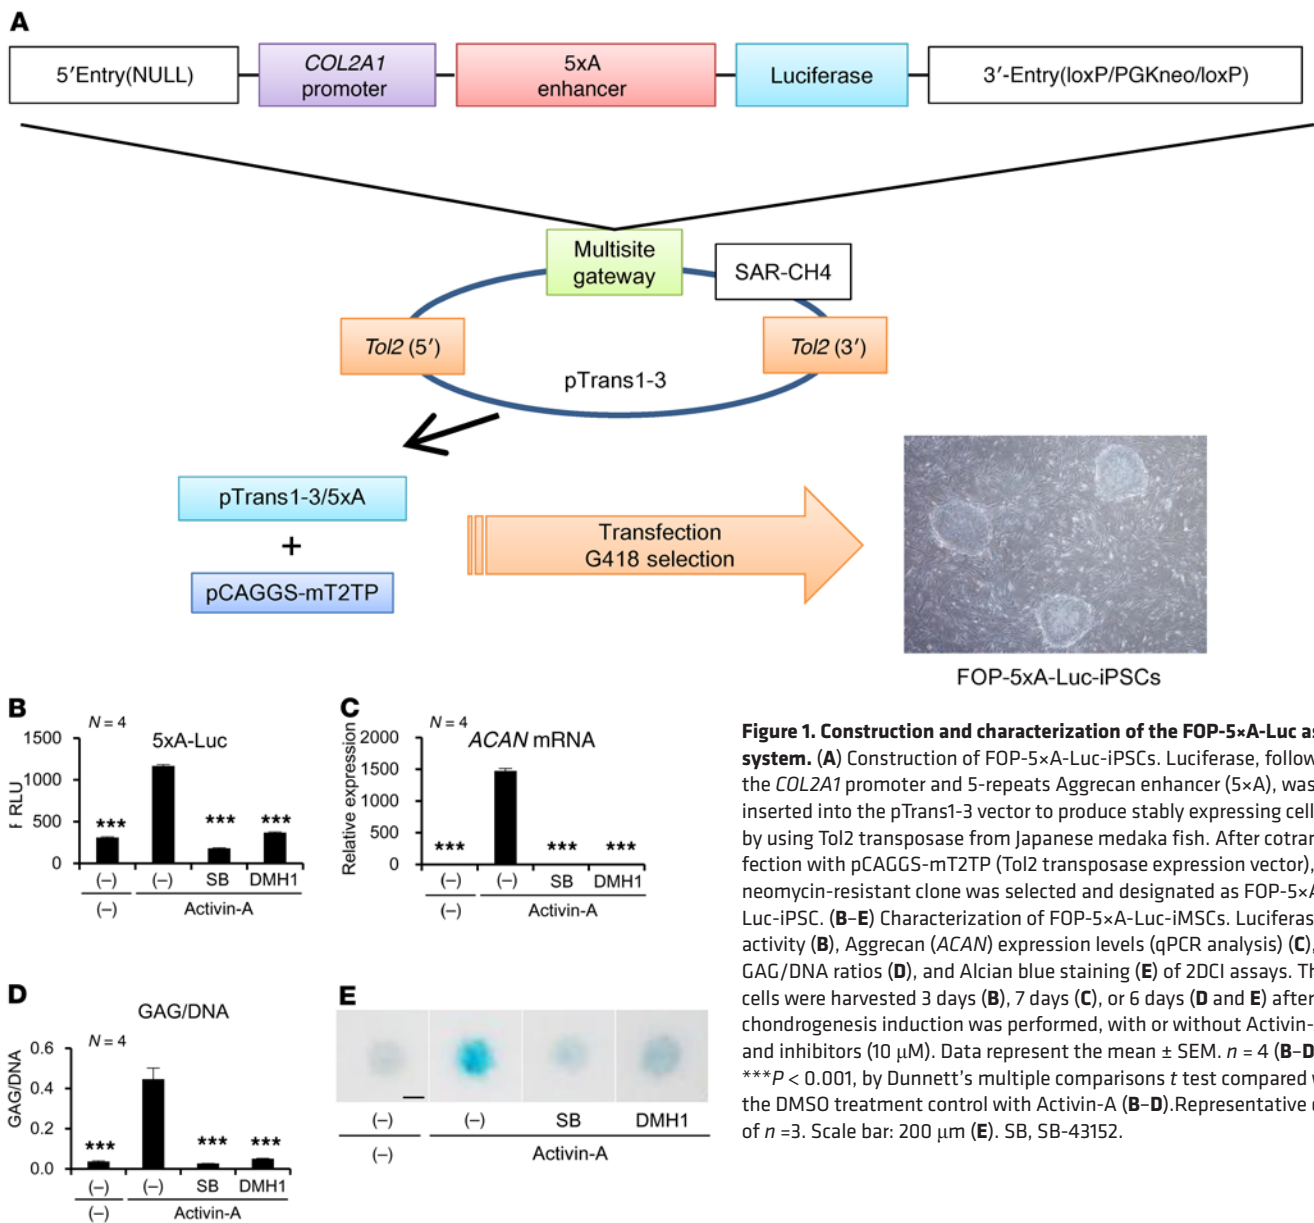 A
5′Entry(NULL)
COL2A1
promoter
5xA
enhancer
Luciferase
3′-Entry(loxP/PGKneo/loxP)
Multisite
gateway
SAR-CH4
Tol2 (5′)
Tol2 (3′)
pTrans1-3
pTrans1-3/5xA
+
pCAGGS-mT2TP
Transfection
G418 selection
FOP-5xA-Luc-iPSCs
B
N = 4
5xA-Luc
RLU
1500
1000
500
0
*** *** ***
(–) (–) SB DMH1
(–) Activin-A
C
N = 4
ACAN mRNA
Relative expression
2000
1500
1000
500
0
*** *** ***
(–) (–) SB DMH1
(–) Activin-A
D
GAG/DNA
N = 4
GAG/DNA
0.6
0.4
0.2
0.0
*** *** ***
(–) (–) SB DMH1
(–) Activin-A
E
(–) (–) SB DMH1
(–) Activin-A
Figure 1. Construction and characterization of the FOP-5×A-Luc
system. (A) Construction of FOP-5×A-Luc-iPSCs. Luciferase,
the COL2A1 promoter and 5-repeats Aggrecan enhancer (5×A), was
inserted into the pTrans1-3 vector to produce stably expressing
by using Tol2 transposase from Japanese medaka fish. After
fection with pCAGGS-mT2TP (Tol2 transposase expression vector),
neomycin-resistant clone was selected and designated as
Luc-iPSC. (B–E) Characterization of FOP-5×A-Luc-iMSCs.
activity (B), Aggrecan (ACAN) expression levels (qPCR analysis) (C),
GAG/DNA ratios (D), and Alcian blue staining (E) of 2DCI assays.
cells were harvested 3 days (B), 7 days (C), or 6 days (D and E) after
chondrogenesis induction was performed, with or without
and inhibitors (10 μM). Data represent the mean ± SEM. n = 4 (B–D
***P < 0.001, by Dunnett's multiple comparisons t test compared
the DMSO treatment control with Activin-A (B–D).Representative
of n =3. Scale bar: 200 μm (E). SB, SB-43152.